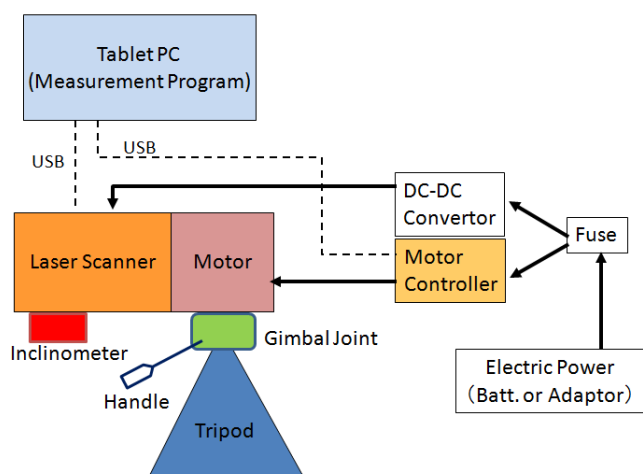 Tablet PC
(Measurement Program)
USB
USB
DC-DC
Convertor
Fuse
Laser Scanner
Motor
Motor
Controller
Inclinometer
Gimbal Joint
Handle
Tripod
Electric Power
（Batt. or Adaptor）